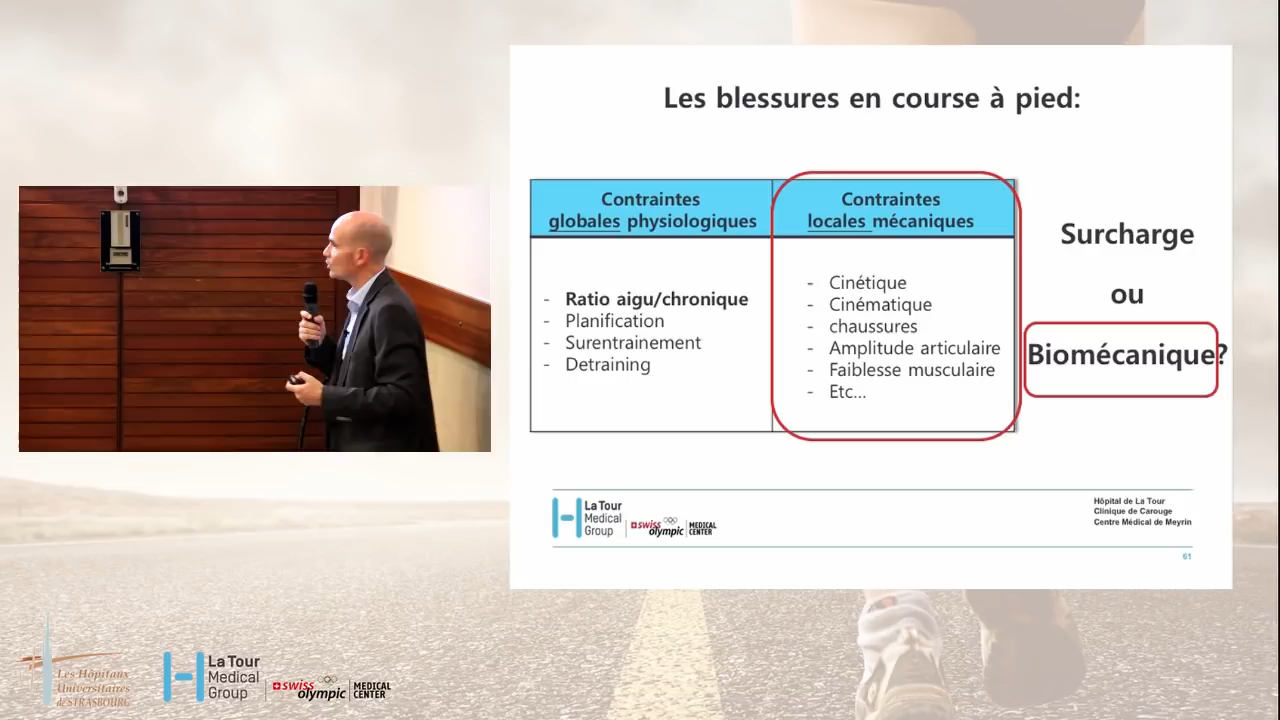 Les blessures en course à pied:
Contraintes
globales physiologiques
Contraintes
locales mécaniques
- Ratio aigu/chronique
- Planification
- Surentrainement
- Detraining
- Cinétique
- Cinématique
- chaussures
- Amplitude articulaire
- Faiblesse musculaire
- Etc...
Surcharge
ou
Biomécanique?
La Tour
Medical
Group
swiss
olympic
MEDICAL
CENTER
Hôpital de La Tour
Clinique de Carouge
Centre Médical de Meyrin
61
Les Hôpitaux
Universitaires
de STRASBOURG
La Tour
Medical
Group
swiss
olympic
MEDICAL
CENTER